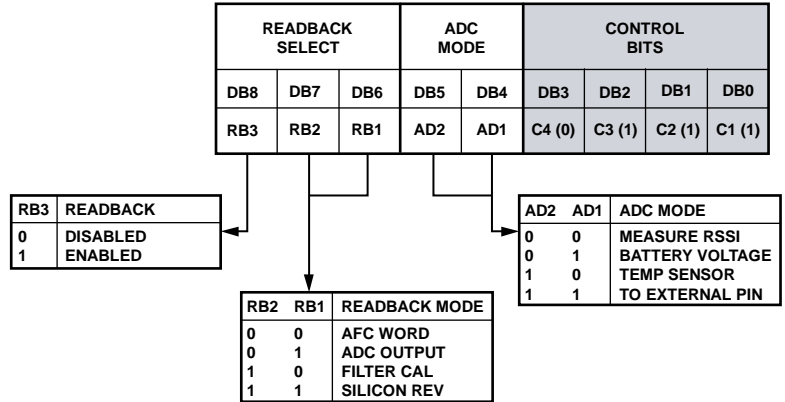 READBACK SELECT
ADC MODE
CONTROL BITS
DB8 DB7 DB6 DB5 DB4 DB3 DB2 DB1 DB0
RB3 RB2 RB1 AD2 AD1 C4 (0) C3 (1) C2 (1) C1 (1)
RB3 READBACK
0 DISABLED
1 ENABLED
RB2 RB1 READBACK MODE
0 0 AFC WORD
0 1 ADC OUTPUT
1 0 FILTER CAL
1 1 SILICON REV
AD2 AD1 ADC MODE
0 0 MEASURE RSSI
0 1 BATTERY VOLTAGE
1 0 TEMP SENSOR
1 1 TO EXTERNAL PIN